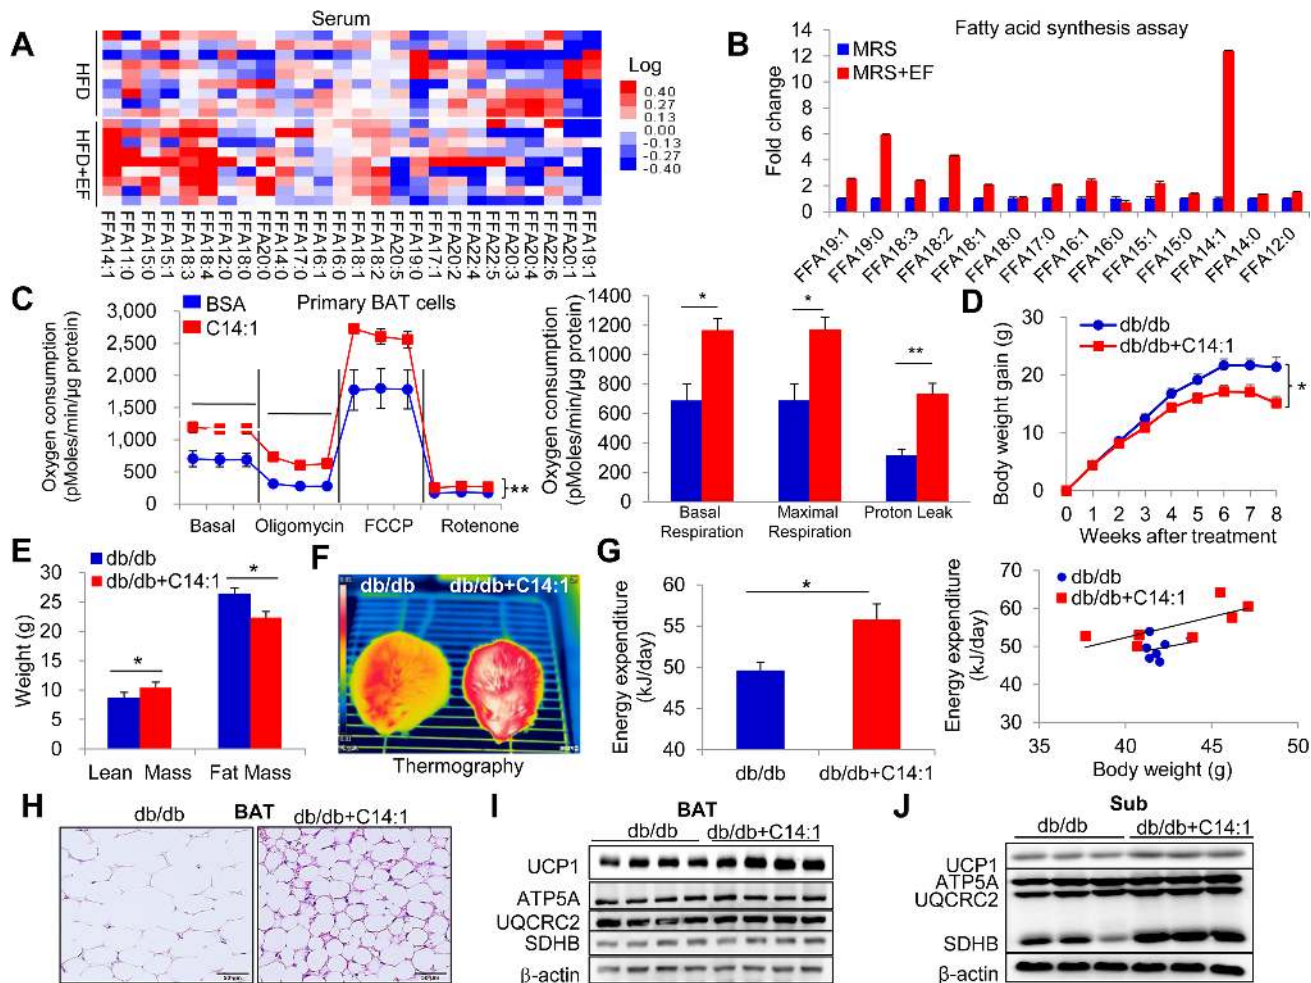 A
Serum
HFD
HFD+EF
Log
0.40
0.27
0.13
0.00
-0.13
-0.27
-0.40
FFA14:1
FFA11:0
FFA15:0
FFA15:1
FFA18:3
FFA18:4
FFA12:0
FFA18:0
FFA20:0
FFA14:0
FFA17:0
FFA16:1
FFA16:0
FFA18:1
FFA18:2
FFA20:5
FFA17:1
FFA20:2
FFA22:4
FFA22:5
FFA20:3
FFA20:4
FFA22:6
FFA20:1
FFA19:1
B
Fatty acid synthesis assay
MRS
MRS+EF
Fold change
14
12
10
8
6
4
2
0
FFA19:1
FFA19:0
FFA18:3
FFA18:2
FFA18:1
FFA18:0
FFA17:0
FFA16:1
FFA16:0
FFA15:1
FFA15:0
FFA14:1
FFA14:0
FFA12:0
C
Primary BAT cells
BSA
C14:1
Oxygen consumption
(pMoles/min/µg protein)
3,000
2,500
2,000
1,500
1,000
500
0
Basal
Oligomycin
FCCP
Rotenone
**
Oxygen consumption
(pMoles/min/µg protein)
1400
1200
1000
800
600
400
200
0
*
*
**
Basal
Respiration
Maximal
Respiration
Proton Leak
D
db/db
db/db+C14:1
Body weight gain (g)
30
20
10
0
*
0 1 2 3 4 5 6 7 8
Weeks after treatment
E
db/db
db/db+C14:1
Weight (g)
30
25
20
15
10
5
0
*
*
Lean Mass
Fat Mass
F
db/db
db/db+C14:1
Thermography
G
Energy expenditure
(kJ/day)
60
55
50
45
40
*
db/db
db/db+C14:1
db/db
db/db+C14:1
Energy expenditure
(kJ/day)
70
60
50
40
30
35 40 45 50
Body weight (g)
H
BAT
db/db
db/db+C14:1
50µm
50µm
I
BAT
db/db
db/db+C14:1
UCP1
ATP5A
UQCRC2
SDHB
β-actin
J
Sub
db/db
db/db+C14:1
UCP1
ATP5A
UQCRC2
SDHB
β-actin